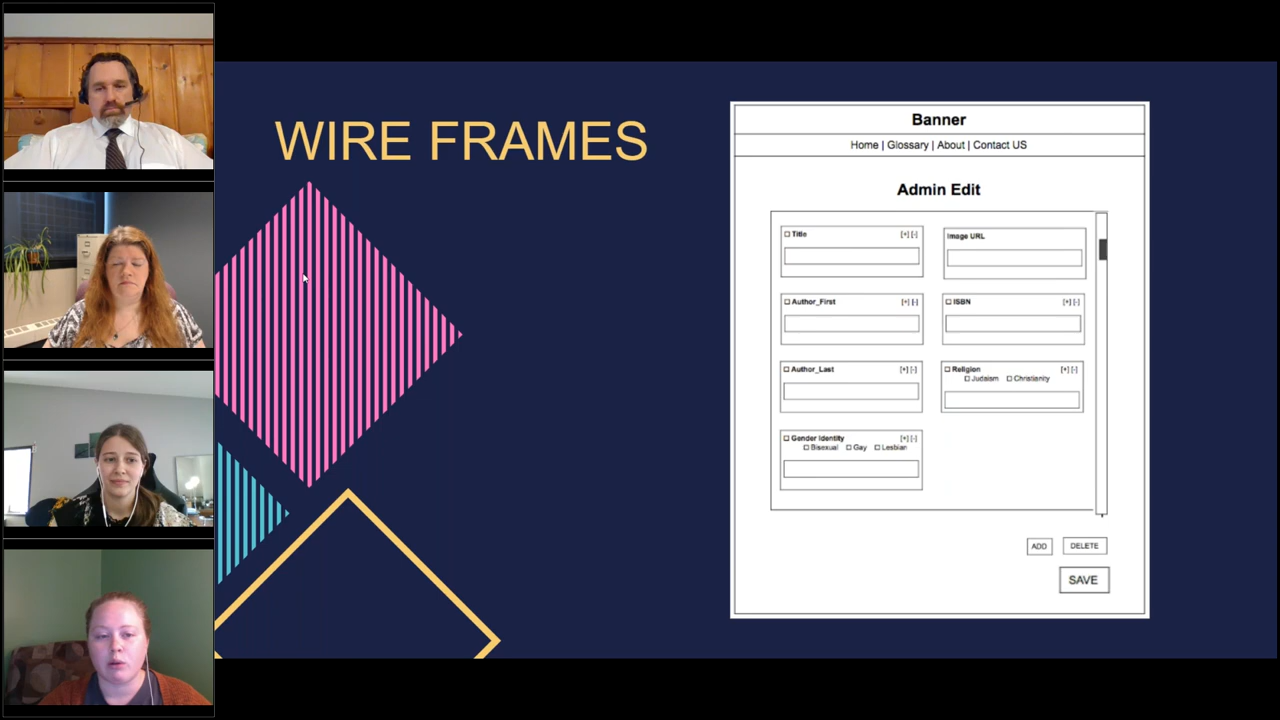 WIRE FRAMES
Banner
Home | Glossary | About | Contact US
Admin Edit
☐ Title [+] [-]
Image URL
☐ Author_First [+] [-]
☐ ISBN [+] [-]
☐ Author_Last [+] [-]
☐ Religion [+] [-]
☐ Judaism ☐ Christianity
☐ Gender Identity [+] [-]
☐ Bisexual ☐ Gay ☐ Lesbian
ADD DELETE
SAVE